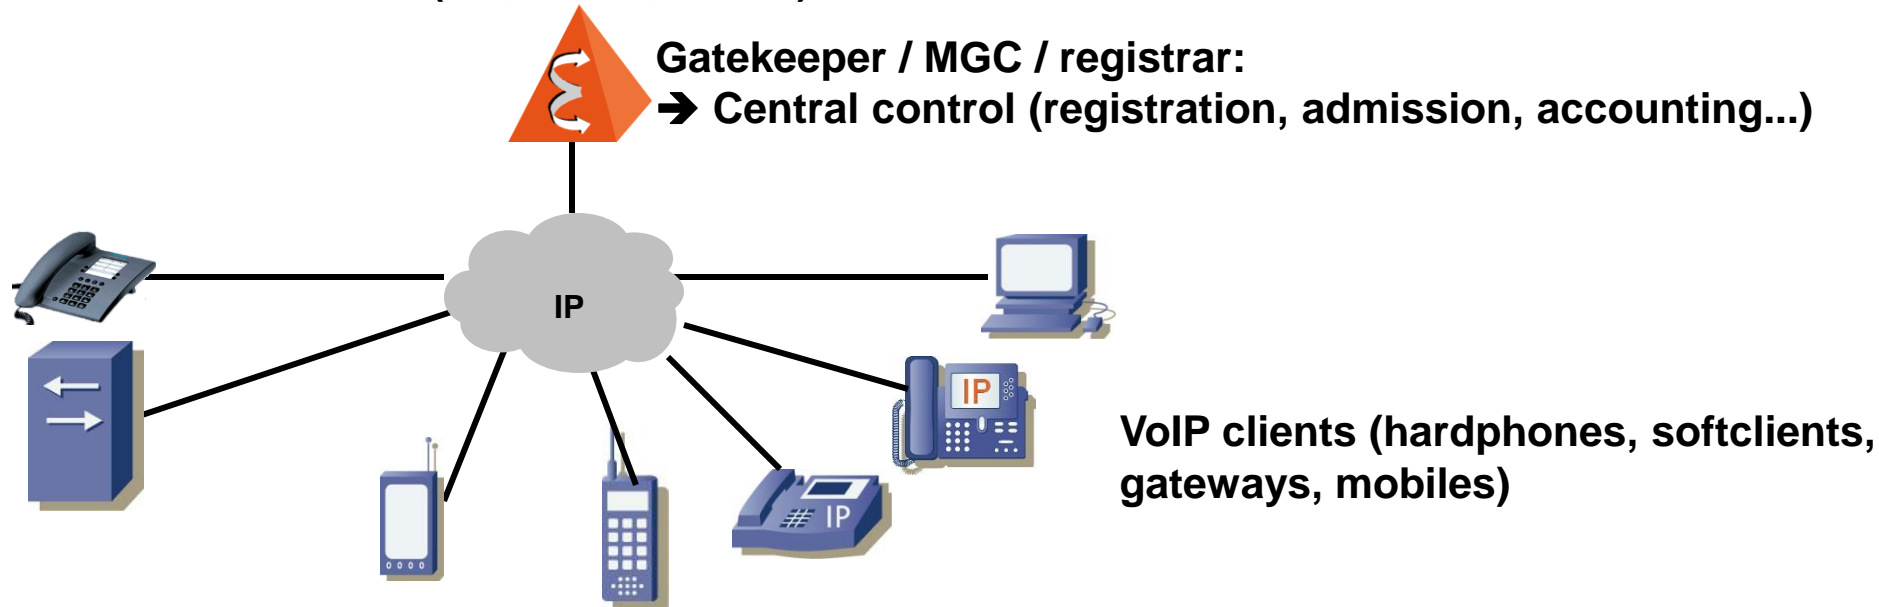 Gatekeeper / MGC / registrar:
➔ Central control (registration, admission, accounting...)
IP
IP
IP
VoIP clients (hardphones, softclients,
gateways, mobiles)